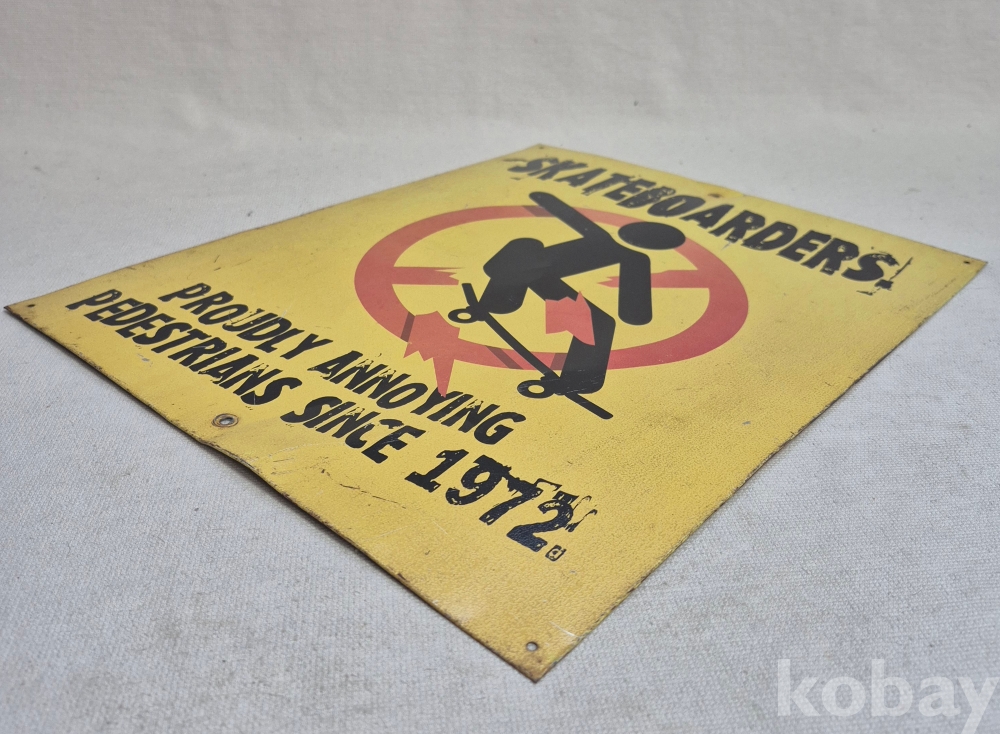 SKATEBOARDERS!
PROUDLY ANNOYING
PEDESTRIANS SINCE 1972.
kobay